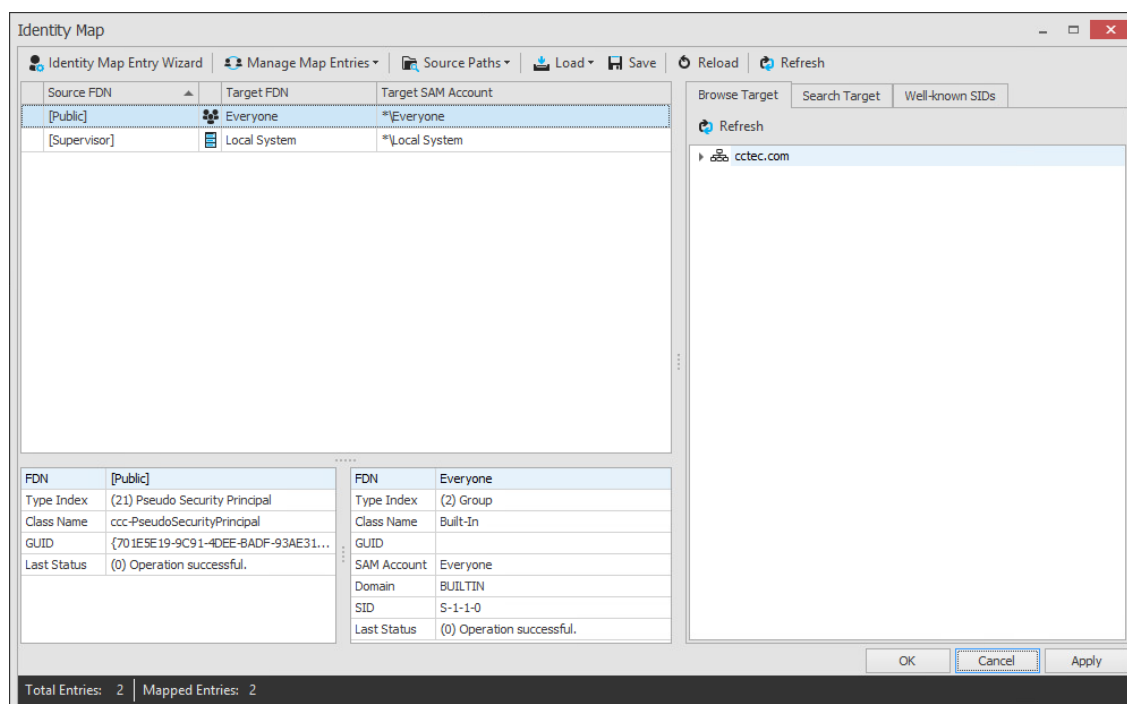 Identity Map
Identity Map Entry Wizard Manage Map Entries Source Paths Load Save Reload Refresh
Source FDN Target FDN Target SAM Account
[Public] Everyone *\Everyone
[Supervisor] Local System *\Local System
Browse Target Search Target Well-known SIDs
Refresh
cctec.com
FDN [Public]
Type Index (21) Pseudo Security Principal
Class Name ccc-PseudoSecurityPrincipal
GUID {701E5E19-9C91-4DEE-BADF-93AE31...
Last Status (0) Operation successful.
FDN Everyone
Type Index (2) Group
Class Name Built-In
GUID
SAM Account Everyone
Domain BUILTIN
SID S-1-1-0
Last Status (0) Operation successful.
OK Cancel Apply
Total Entries: 2 Mapped Entries: 2